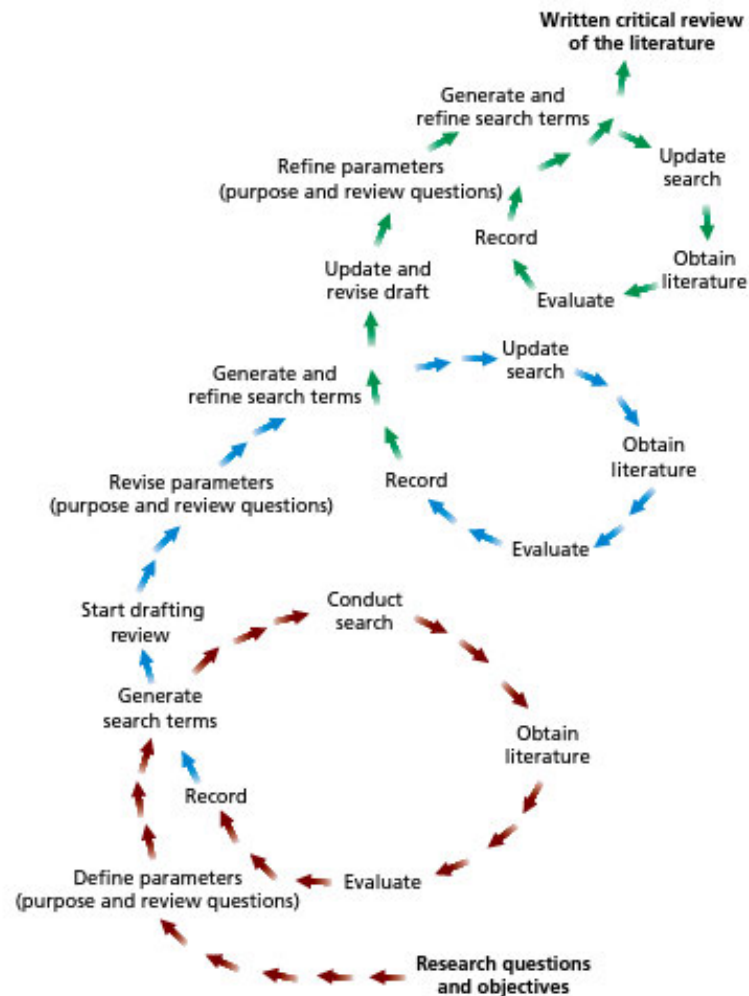 Written critical review
of the literature
Generate and
refine search terms
Update
search
Refine parameters
(purpose and review questions)
Record
Obtain
literature
Update and
revise draft
Evaluate
Update
search
Generate and
refine search terms
Obtain
literature
Record
Revise parameters
(purpose and review questions)
Evaluate
Conduct
search
Start drafting
review
Generate
search terms
Obtain
literature
Record
Define parameters
(purpose and review questions)
Evaluate
Research questions
and objectives